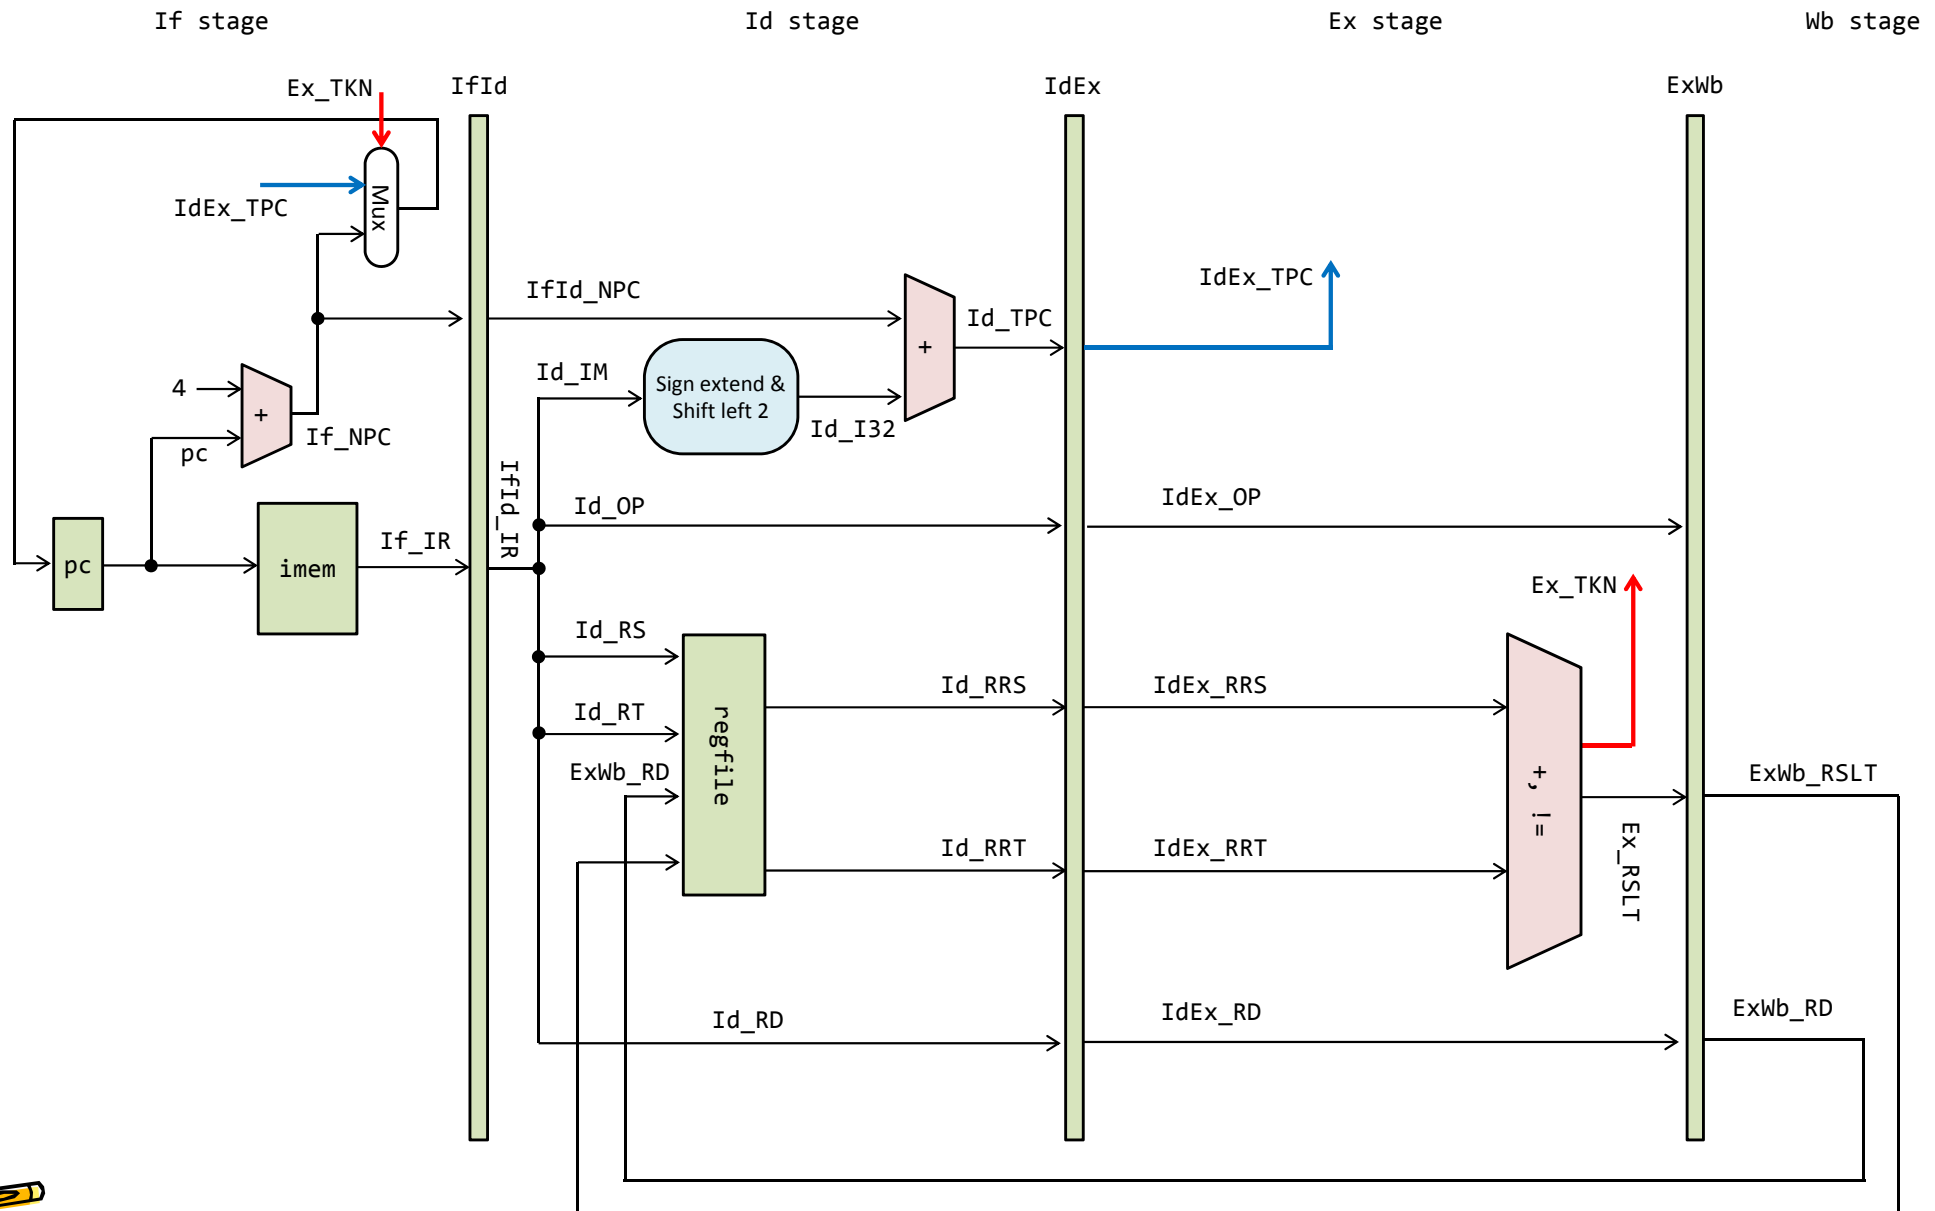 If stage
Id stage
Ex stage
Wb stage
Ex_TKN
IfId
IdEx
ExWb
Mux
IdEx_TPC
IfId_NPC
IdEx_TPC
Id_TPC
+
4
+
pc
If_NPC
Id_IM
Sign extend &
Shift left 2
Id_I32
IfId_IR
Id_OP
IdEx_OP
pc
imem
If_IR
Ex_TKN
Id_RS
Id_RT
ExWb_RD
regfile
Id_RRS
IdEx_RRS
Id_RRT
IdEx_RRT
+, !=
Ex_RSLT
ExWb_RSLT
Id_RD
IdEx_RD
ExWb_RD